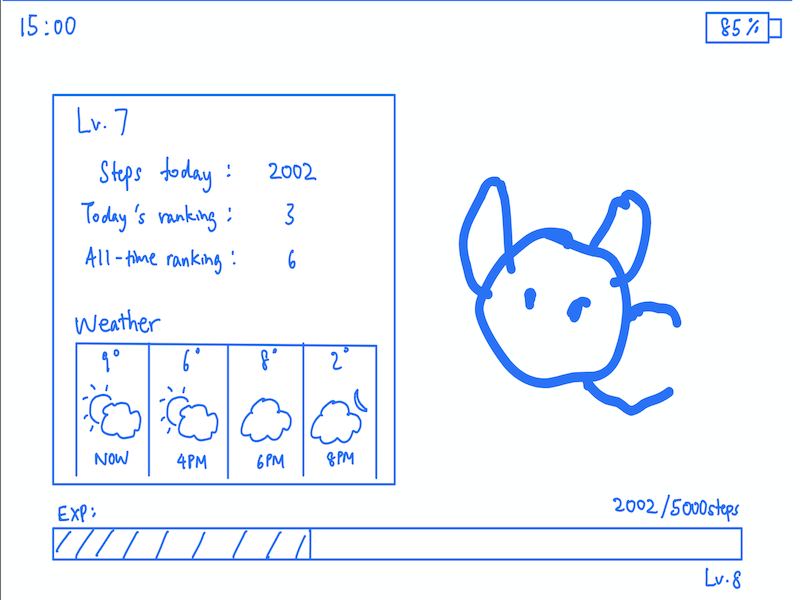 15:00
85%
Lv. 7
Steps today: 2002
Today's ranking: 3
All-time ranking: 6
Weather
9° 6° 8° 2°
NOW 4PM 6PM 8PM
EXP:
2002/5000steps
Lv.8